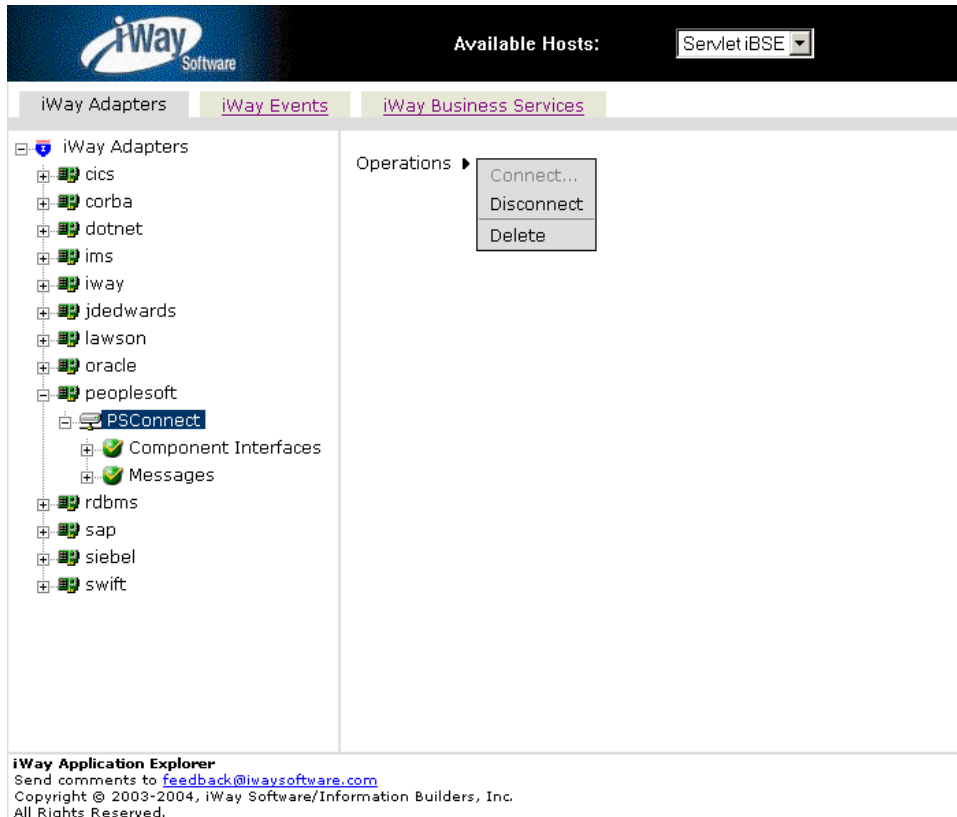 iWay
Software
Available Hosts:
Servlet iBSE
iWay Adapters
iWay Events
iWay Business Services
iWay Adapters
cics
corba
dotnet
ims
iway
jdedwards
lawson
oracle
peoplesoft
PSConnect
Component Interfaces
Messages
rdbms
sap
siebel
swift
Operations
Connect...
Disconnect
Delete
iWay Application Explorer
Send comments to feedback@iwaysoftware.com
Copyright © 2003-2004, iWay Software/Information Builders, Inc.
All Rights Reserved.